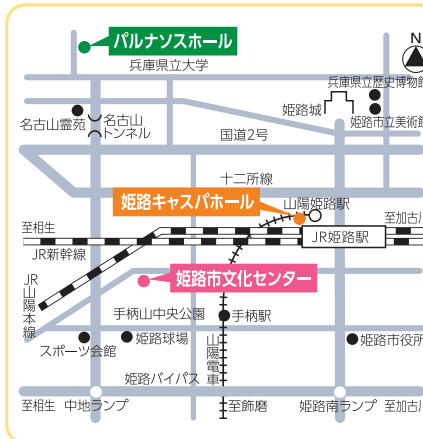 パルナソスホール
兵庫県立大学
N
兵庫県立歴史博物館
姫路城
姫路市立美術館
名古山霊苑
名古山
トンネル
国道2号
十二所線
姫路キャスパホール
山陽姫路駅
至相生
至加古川
JR新幹線
JR姫路駅
JR山陽本線
姫路市文化センター
手柄山中央公園
手柄駅
スポーツ会館
姫路球場
山陽電車
姫路市役所
姫路バイパス
至相生
中地ランプ
至飾磨
姫路南ランプ
至加古川